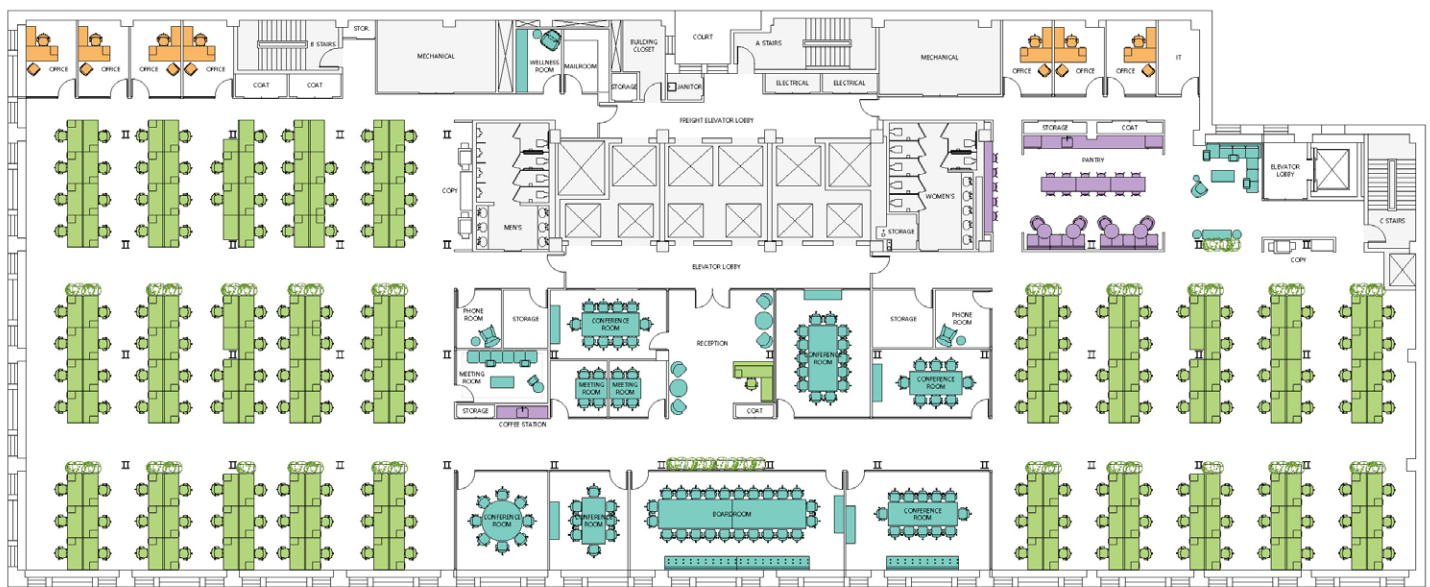 STOR.
B STAIRS
MECHANICAL
BUILDING
CLOSET
COURT
A STAIRS
MECHANICAL
OFFICE
OFFICE
OFFICE
OFFICE
WELLNESS
ROOM
MAILROOM
OFFICE
OFFICE
OFFICE
IT
COAT
COAT
STORAGE
JANITOR
ELECTRICAL
ELECTRICAL
FREIGHT ELEVATOR LOBBY
STORAGE
COAT
PANTRY
ELEVATOR
LOBBY
COPY
WOMEN'S
MEN'S
STORAGE
C STAIRS
COPY
ELEVATOR LOBBY
PHONE
ROOM
STORAGE
CONFERENCE
ROOM
RECEPTION
CONFERENCE
ROOM
STORAGE
PHONE
ROOM
MEETING
ROOM
MEETING
ROOM
MEETING
ROOM
CONFERENCE
ROOM
STORAGE
COFFEE STATION
COAT
CONFERENCE
ROOM
CONFERENCE
ROOM
BOARDROOM
CONFERENCE
ROOM